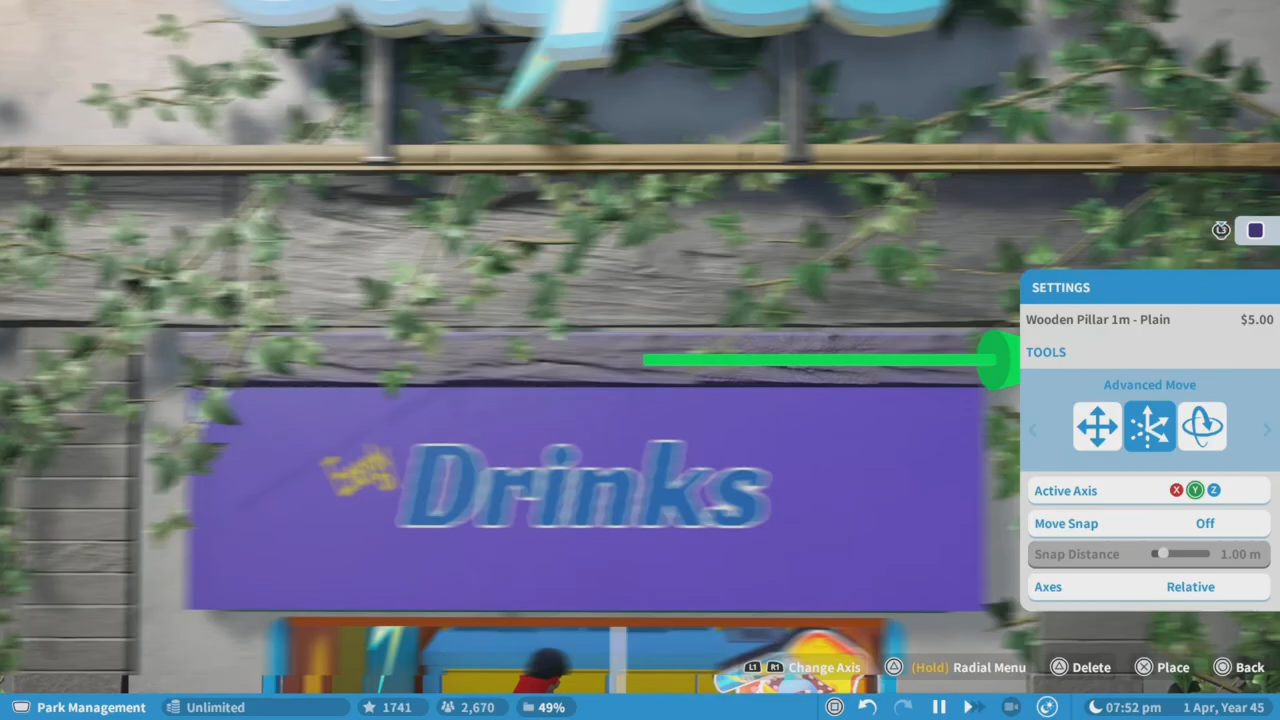 SETTINGS
Wooden Pillar 1m - Plain $5.00
TOOLS
Advanced Move
Drinks
Active Axis X Y Z
Move Snap Off
Snap Distance 1.00 m
Axes Relative
L1 R1 Change Axis (Hold) Radial Menu Delete Place Back
Park Management Unlimited 1741 2,670 49% 07:52 pm 1 Apr, Year 45